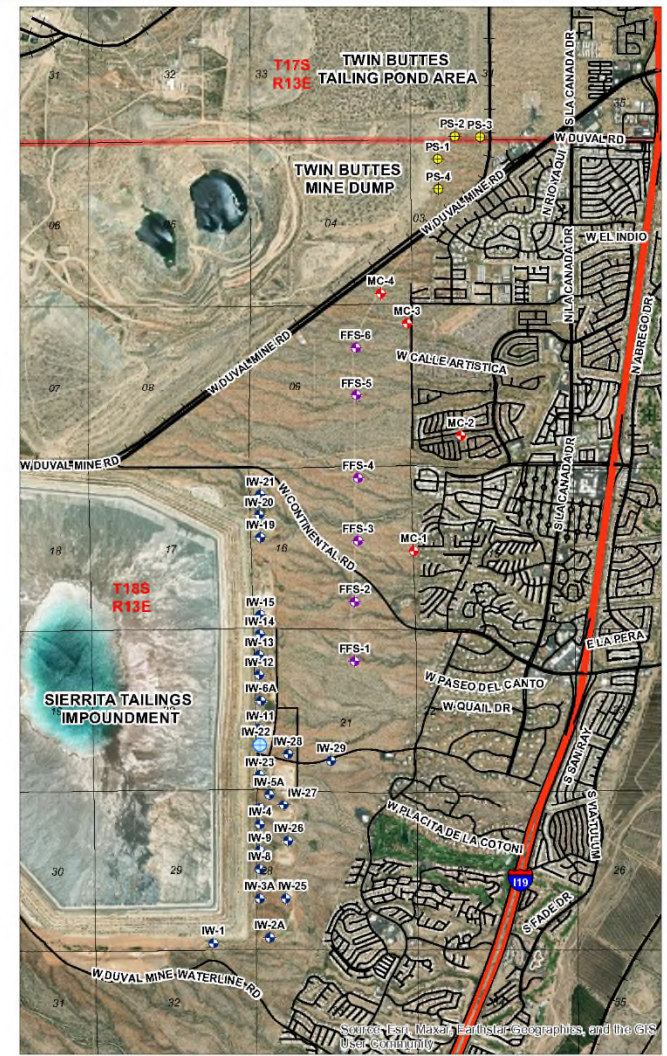 31
32
33
T17S
R13E
TWIN BUTTES
TAILING POND AREA
S LA CANADA DR
35
PS-2
PS-3
W DUVAL RD
PS-1
TWIN BUTTES
MINE DUMP
PS-4
N RIO YAQUI
06
05
04
03
W DUVAL MINE RD
W EL INDIO
N LA CANADA DR
MC-4
MC-3
N ABREGO DR
FFS-6
W CALLE ARTISTICA
W DUVAL MINE RD
07
08
09
FFS-5
MC-2
S LA CANADA DR
W DUVAL MINE RD
FFS-4
IW-21
IW-20
W CONTINENTAL RD
IW-19
FFS-3
MC-1
18
17
16
T18S
R13E
FFS-2
IW-15
IW-14
E LA PERA
IW-13
FFS-1
IW-12
W PASEO DEL CANTO
IW-6A
SIERRITA TAILINGS
IMPOUNDMENT
W QUAIL DR
IW-11
21
22
IW-22
IW-28
IW-29
S SAN RAY
IW-23
IW-5A
IW-27
S VIA TULUM
IW-4
IW-26
W PLACITA DE LA COTONI
IW-9
IW-8
30
29
28
26
I19
IW-3A
IW-25
S FADE DR
IW-1
IW-2A
W DUVAL MINE WATERLINE RD
31
32
33
35
Source: Esri, Maxar, Earthstar Geographics, and the GIS
User Community